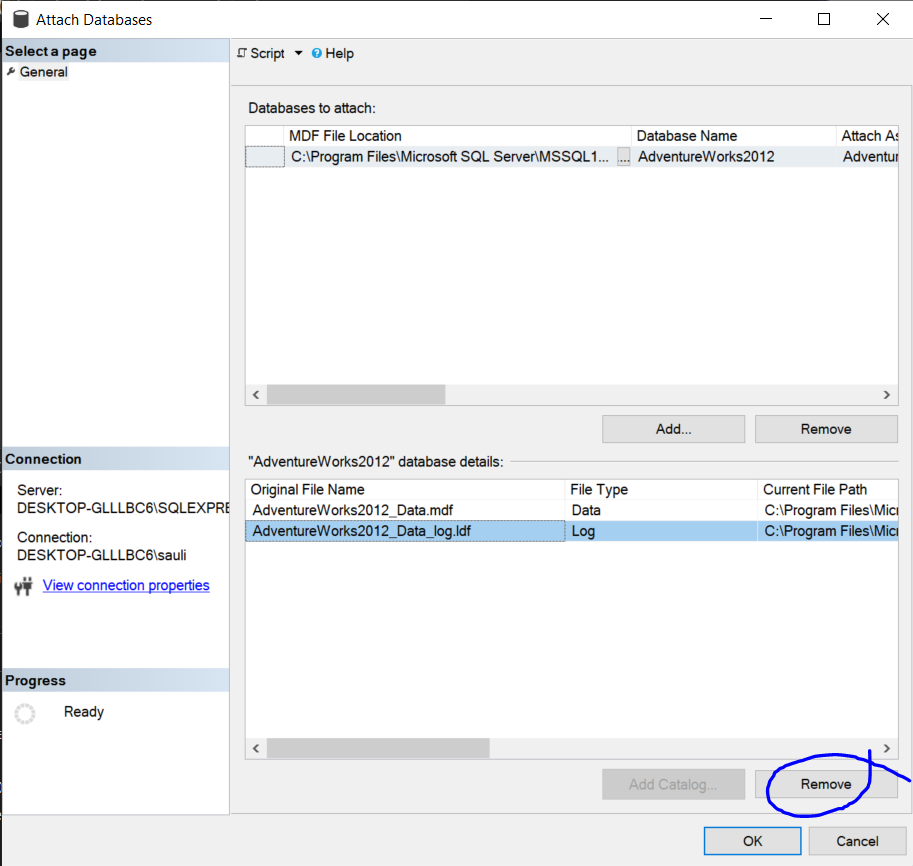 Attach Databases
Select a page
General
Script Help
Databases to attach:
MDF File Location Database Name Attach As
C:\Program Files\Microsoft SQL Server\MSSQL1... ... AdventureWorks2012 Adventur
Add... Remove
Connection
Server:
DESKTOP-GLLLBC6\SQLEXPRE
Connection:
DESKTOP-GLLLBC6\sauli
View connection properties
"AdventureWorks2012" database details:
Original File Name File Type Current File Path
AdventureWorks2012_Data.mdf Data C:\Program Files\Micr
AdventureWorks2012_Data_log.ldf Log C:\Program Files\Micr
Progress
Ready
Add Catalog... Remove
OK Cancel